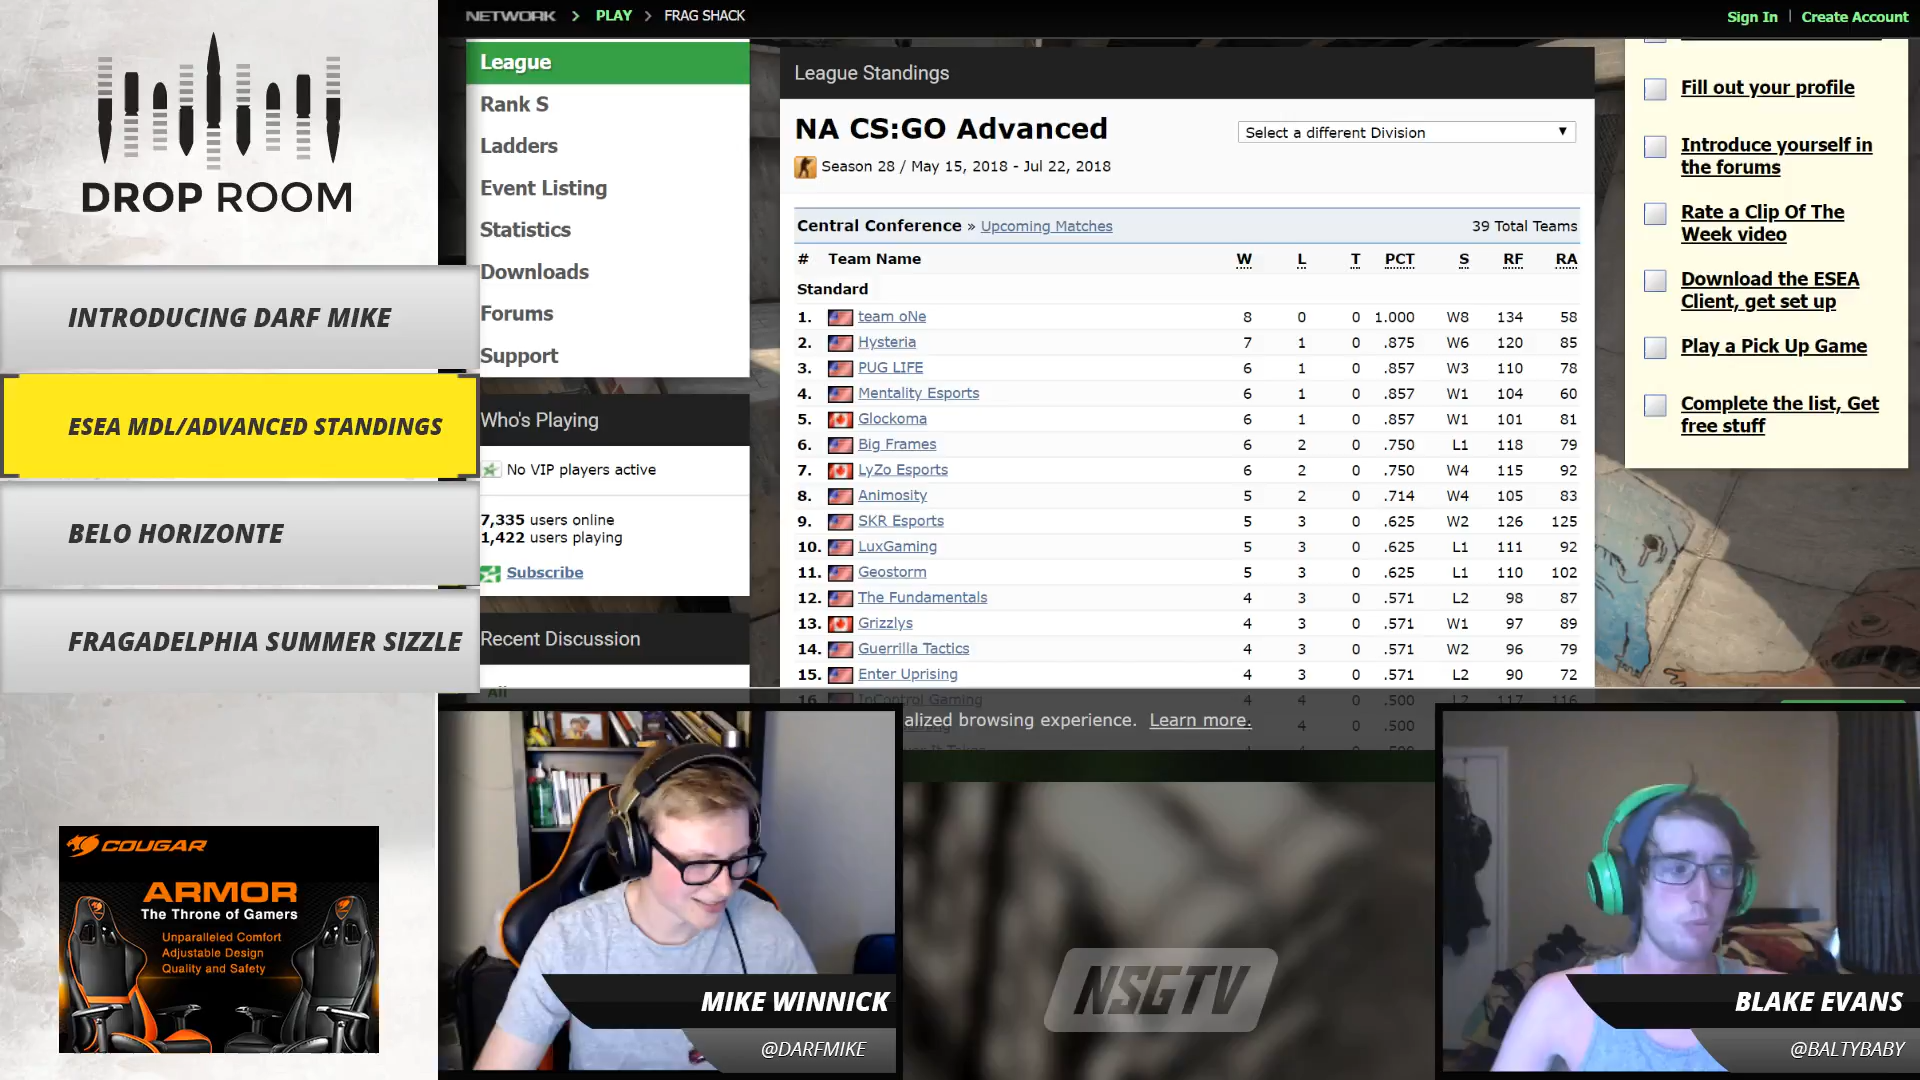 DROP ROOM
INTRODUCING DARF MIKE
ESEA MDL/ADVANCED STANDINGS
BELO HORIZONTE
FRAGADELPHIA SUMMER SIZZLE
COUGAR
ARMOR
The Throne of Gamers
Unparalleled Comfort
Adjustable Design
Quality and Safety
NETWORK > PLAY > FRAG SHACK
Sign In | Create Account
League
Rank S
Ladders
Event Listing
Statistics
Downloads
Forums
Support
Who's Playing
No VIP players active
7,335 users online
1,422 users playing
Subscribe
Recent Discussion
All
League Standings
NA CS:GO Advanced
Select a different Division
Season 28 / May 15, 2018 - Jul 22, 2018
Central Conference » Upcoming Matches 39 Total Teams
# Team Name W L T PCT S RF RA
Standard
1. team oNe 8 0 0 1.000 W8 134 58
2. Hysteria 7 1 0 .875 W6 120 85
3. PUG LIFE 6 1 0 .857 W3 110 78
4. Mentality Esports 6 1 0 .857 W1 104 60
5. Glockoma 6 1 0 .857 W1 101 81
6. Big Frames 6 2 0 .750 L1 118 79
7. LyZo Esports 6 2 0 .750 W4 115 92
8. Animosity 5 2 0 .714 W4 105 83
9. SKR Esports 5 3 0 .625 W2 126 125
10. LuxGaming 5 3 0 .625 L1 111 92
11. Geostorm 5 3 0 .625 L1 110 102
12. The Fundamentals 4 3 0 .571 L2 98 87
13. Grizzlys 4 3 0 .571 W1 97 89
14. Guerrilla Tactics 4 3 0 .571 W2 96 79
15. Enter Uprising 4 3 0 .571 L2 90 72
16. InControl Gaming 4 4 0 .500 L2 117 116
4 0 .500
alized browsing experience. Learn more.
Fill out your profile
Introduce yourself in
the forums
Rate a Clip Of The
Week video
Download the ESEA
Client, get set up
Play a Pick Up Game
Complete the list, Get
free stuff
MIKE WINNICK
@DARFMIKE
NSGTV
BLAKE EVANS
@BALTYBABY